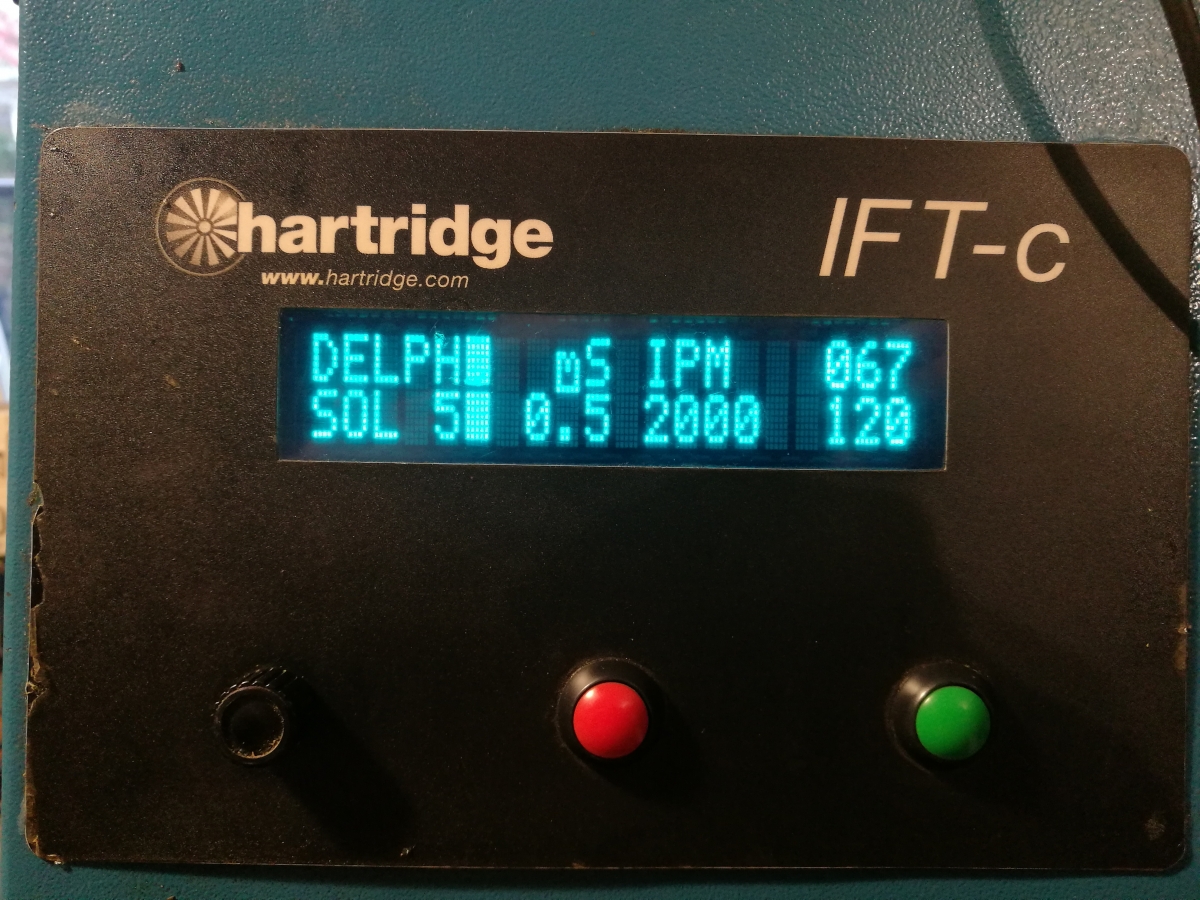 hartridge
www.hartridge.com
IFT-c
DELPH mS IPM 067
SOL 5 0.5 2000 120